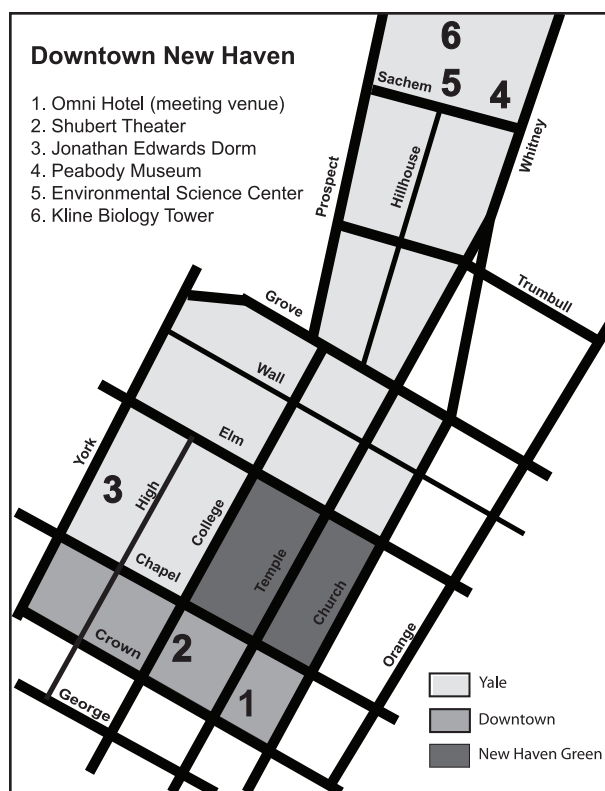 Downtown New Haven
1. Omni Hotel (meeting venue)
2. Shubert Theater
3. Jonathan Edwards Dorm
4. Peabody Museum
5. Environmental Science Center
6. Kline Biology Tower
6
Sachem
5
4
Whitney
Prospect
Hillhouse
Trumbull
Grove
Wall
Elm
York
3
High
College
Chapel
Temple
Church
Orange
Crown
2
1
George
Yale
Downtown
New Haven Green